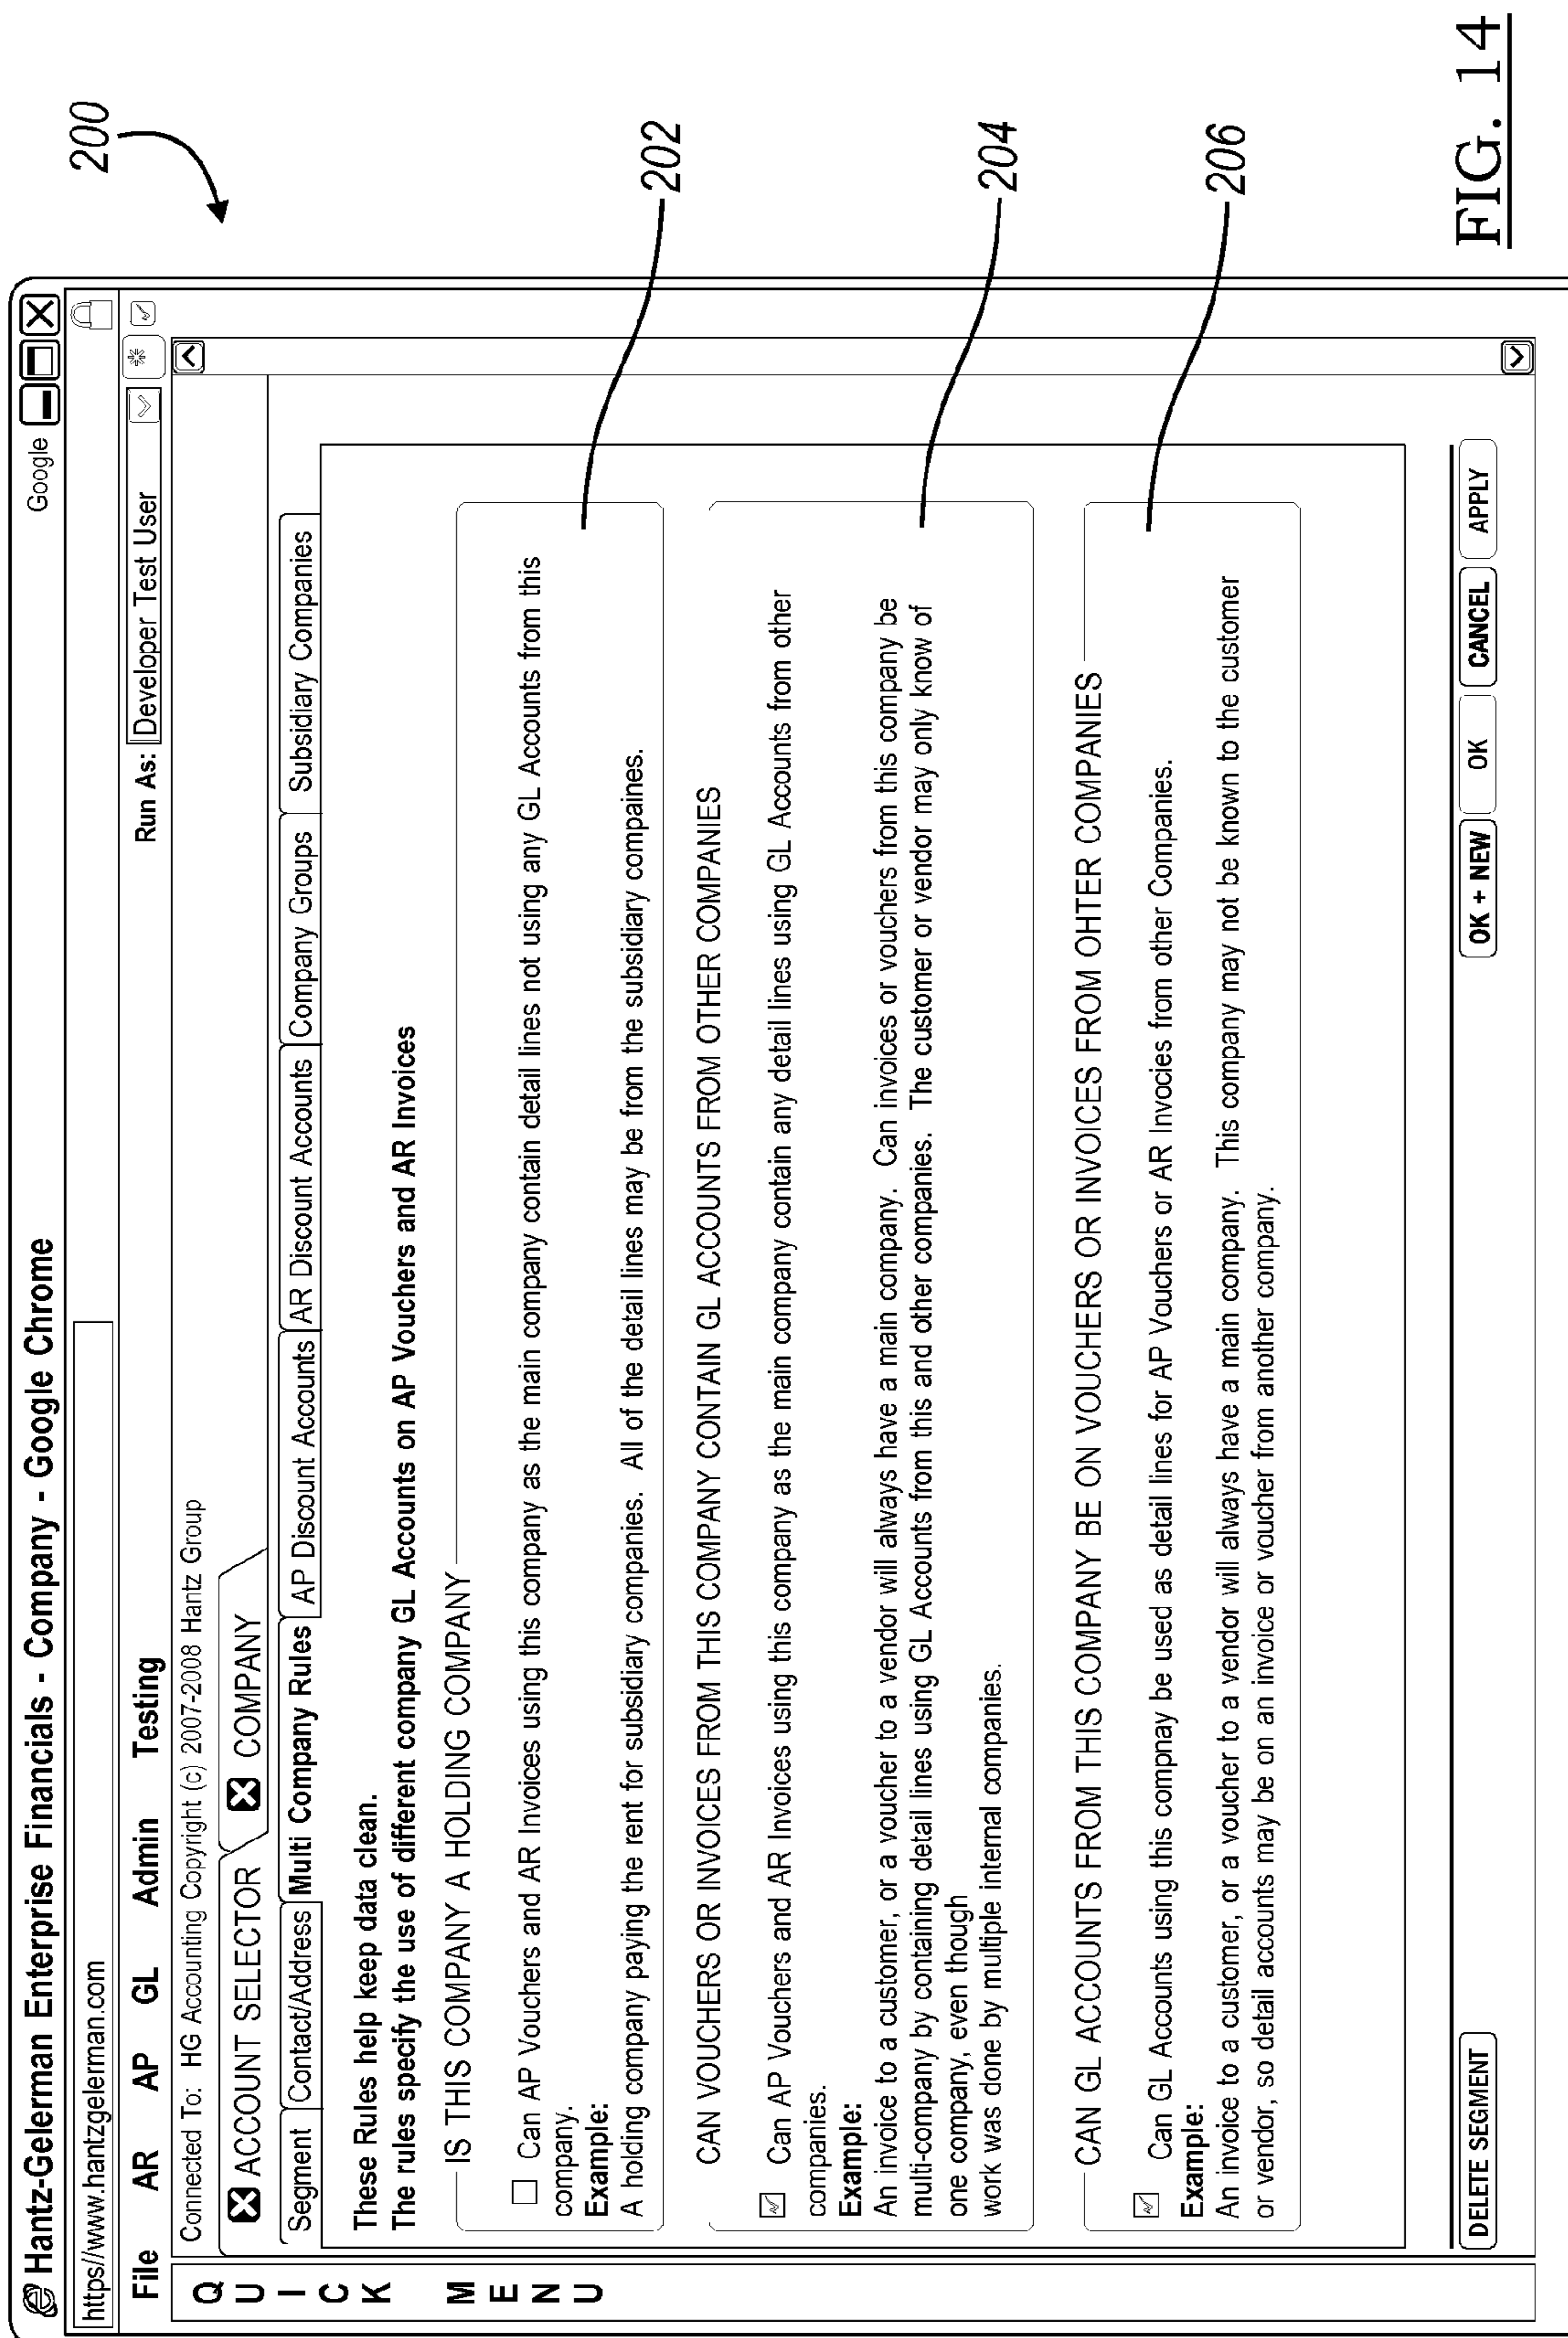 Hantz-Gelerman Enterprise Financials - Company - Google Chrome
Google
https//www.hantzgelerman.com
File AR AP GL Admin Testing
Run As: Developer Test User
Connected To: HG Accounting Copyright (c) 2007-2008 Hantz Group
ACCOUNT SELECTOR COMPANY
Segment Contact/Address Multi Company Rules AP Discount Accounts AR Discount Accounts Company Groups Subsidiary Companies
QUICK MENU
These Rules help keep data clean.
The rules specify the use of different company GL Accounts on AP Vouchers and AR Invoices
IS THIS COMPANY A HOLDING COMPANY
Can AP Vouchers and AR Invoices using this company as the main company contain detail lines not using any GL Accounts from this
company.
Example:
A holding company paying the rent for subsidiary companies. All of the detail lines may be from the subsidiary compaines.
CAN VOUCHERS OR INVOICES FROM THIS COMPANY CONTAIN GL ACCOUNTS FROM OTHER COMPANIES
Can AP Vouchers and AR Invoices using this company as the main company contain any detail lines using GL Accounts from other
companies.
Example:
An invoice to a customer, or a voucher to a vendor will always have a main company. Can invoices or vouchers from this company be
multi-company by containing detail lines using GL Accounts from this and other companies. The customer or vendor may only know of
one company, even though
work was done by multiple internal companies.
CAN GL ACCOUNTS FROM THIS COMPANY BE ON VOUCHERS OR INVOICES FROM OHTER COMPANIES
Can GL Accounts using this compnay be used as detail lines for AP Vouchers or AR Invocies from other Companies.
Example:
An invoice to a customer, or a voucher to a vendor will always have a main company. This company may not be known to the customer
or vendor, so detail accounts may be on an invoice or voucher from another company.
DELETE SEGMENT OK + NEW OK CANCEL APPLY
200
202
204
206
FIG. 14